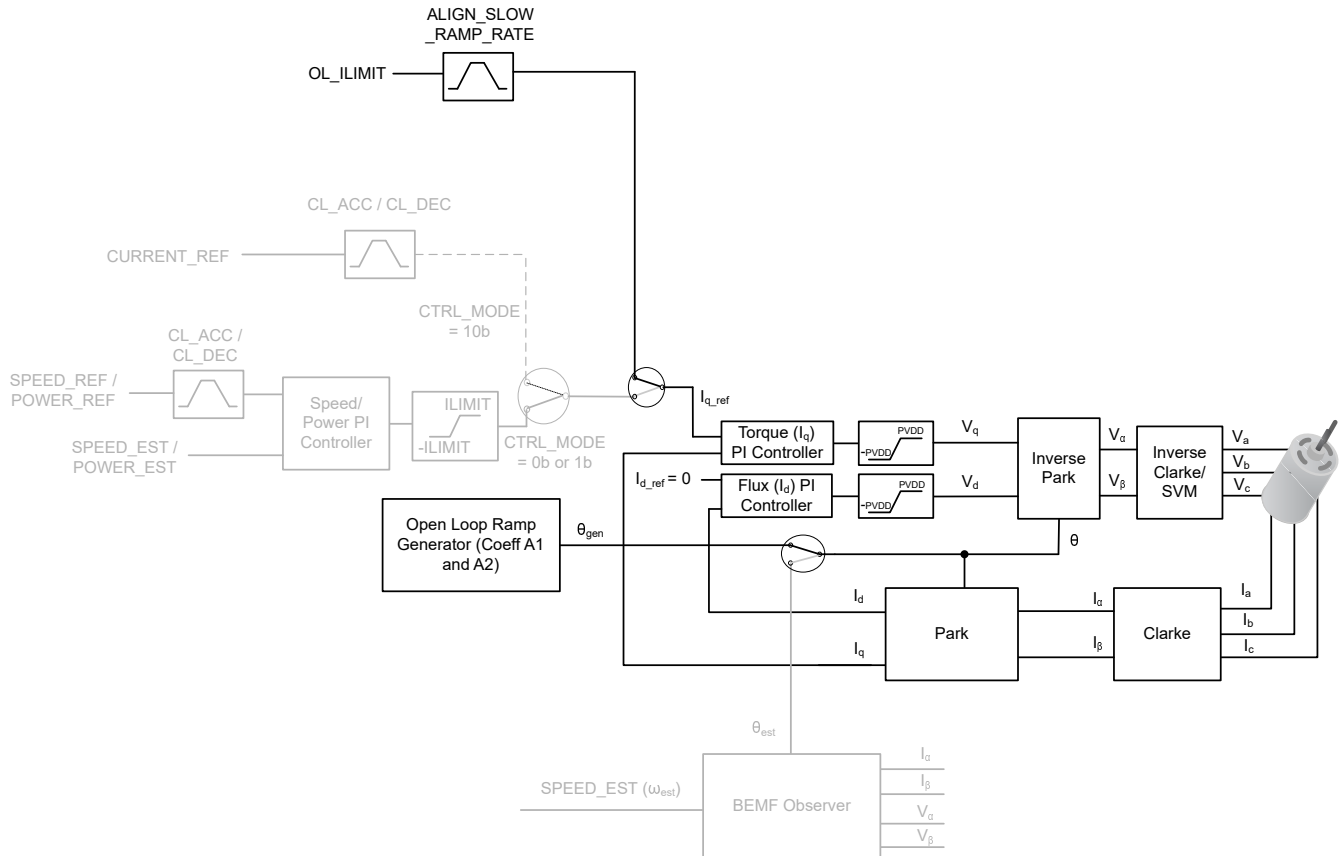 ALIGN_SLOW
_RAMP_RATE
OL_ILIMIT
CL_ACC / CL_DEC
CURRENT_REF
CTRL_MODE
= 10b
CL_ACC /
CL_DEC
SPEED_REF /
POWER_REF
Speed/
Power PI
Controller
ILIMIT
-ILIMIT
SPEED_EST /
POWER_EST
CTRL_MODE
= 0b or 1b
Iq_ref
Torque (Iq)
PI Controller
PVDD
-PVDD
Vq
Id_ref = 0
Flux (Id) PI
Controller
PVDD
-PVDD
Vd
Inverse
Park
Vα
Vβ
Inverse
Clarke/
SVM
Va
Vb
Vc
Open Loop Ramp
Generator (Coeff A1
and A2)
θgen
θ
Id
Iq
Park
Iα
Iβ
Clarke
Ia
Ib
Ic
θest
SPEED_EST (ωest)
BEMF Observer
Iα
Iβ
Vα
Vβ